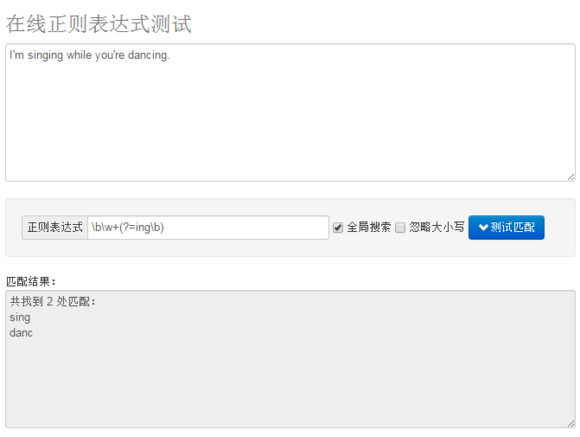 在线正则表达式测试
I'm singing while you're dancing.
正则表达式 \b\w+(?=ing\b) 全局搜索 忽略大小写 测试匹配
匹配结果：
共找到 2 处匹配：
sing
danc